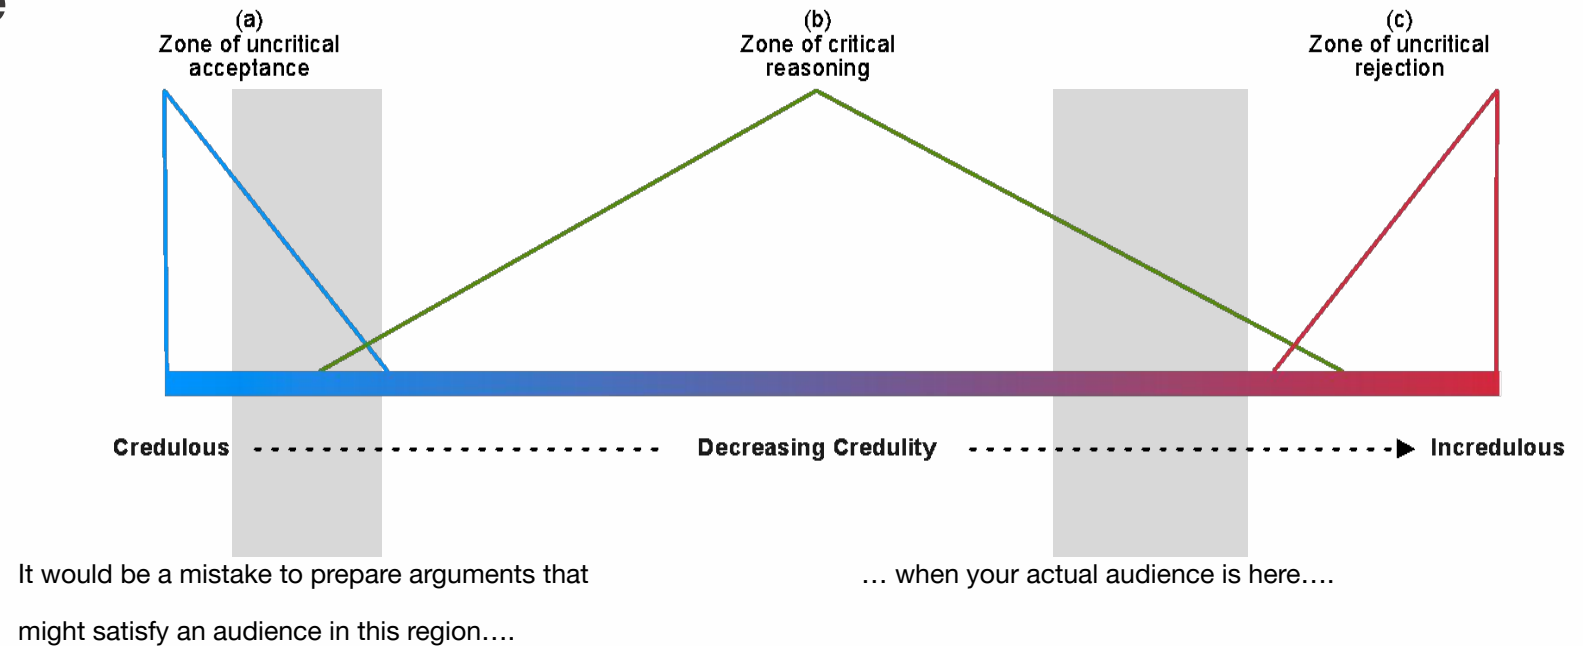 (a)
Zone of uncritical
acceptance
(b)
Zone of critical
reasoning
(c)
Zone of uncritical
rejection
Credulous
Decreasing Credulity
Incredulous
It would be a mistake to prepare arguments that
might satisfy an audience in this region….
… when your actual audience is here….